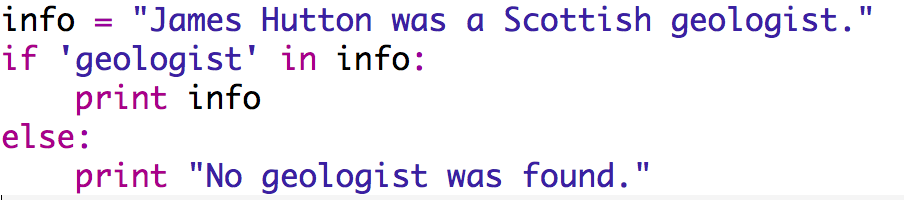 info = "James Hutton was a Scottish geologist."
if 'geologist' in info:
    print info
else:
    print "No geologist was found."